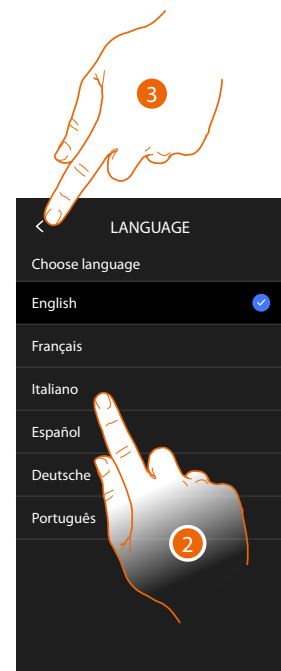 3
LANGUAGE
Choose language
English
Français
Italiano
Español
Deutsche
Português
2